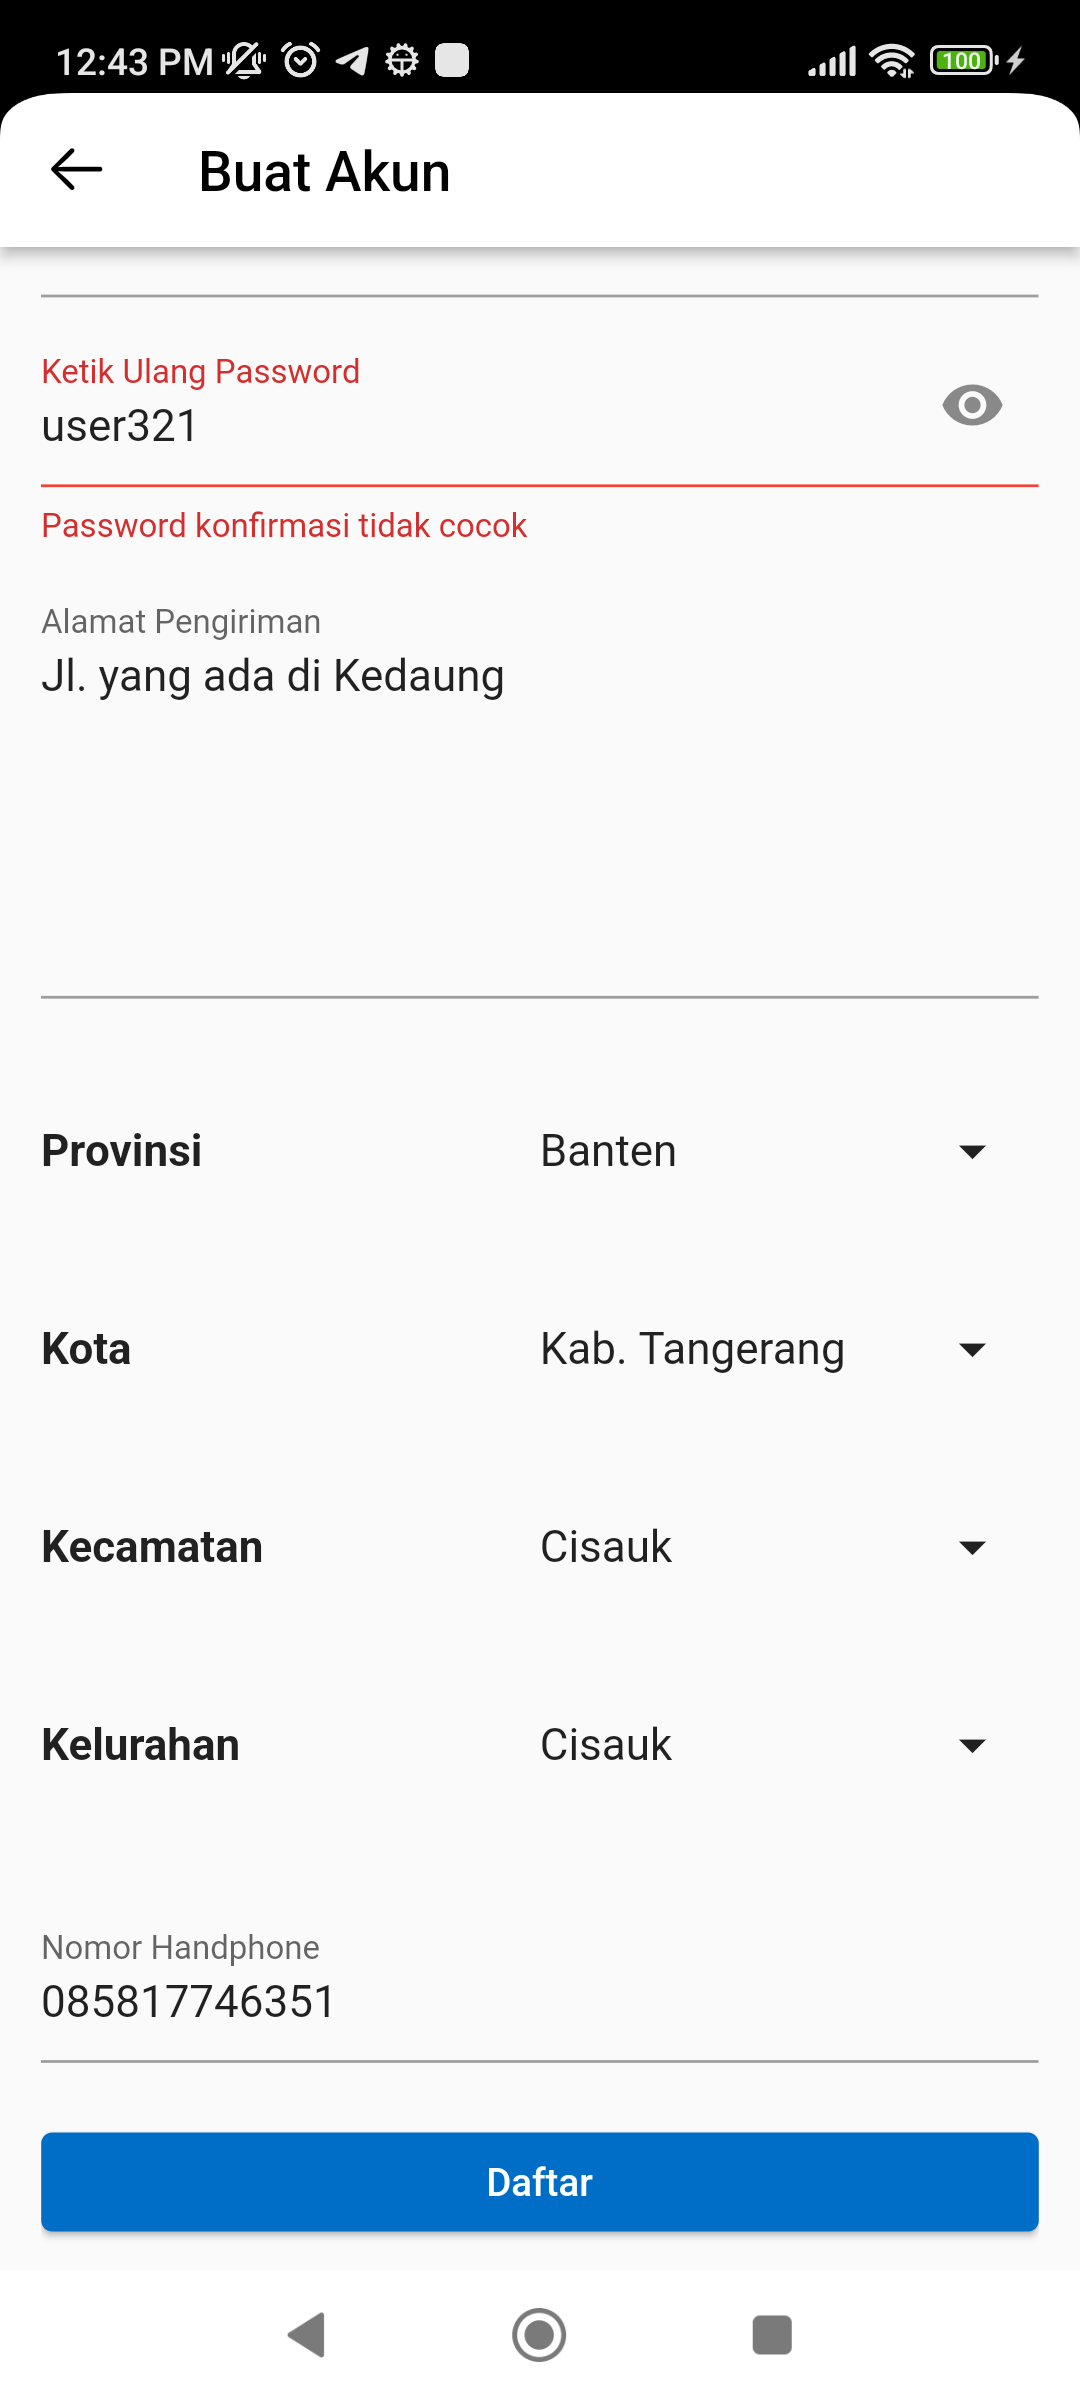 12:43 PM
100
Buat Akun
Ketik Ulang Password
user321
Password konfirmasi tidak cocok
Alamat Pengiriman
Jl. yang ada di Kedaung
Provinsi Banten
Kota Kab. Tangerang
Kecamatan Cisauk
Kelurahan Cisauk
Nomor Handphone
085817746351
Daftar